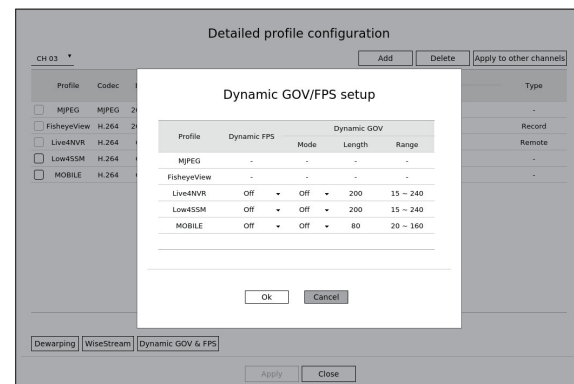 Detailed profile configuration
CH 03
Add Delete Apply to other channels
Profile Codec Type
MJPEG MJPEG -
FisheyeView H.264 Record
Live4NVR H.264 Remote
Low4SSM H.264 -
MOBILE H.264 -
Dynamic GOV/FPS setup
Profile Dynamic FPS Dynamic GOV
Mode Length Range
MJPEG - - - -
FisheyeView - - - -
Live4NVR Off Off 200 15 ~ 240
Low4SSM Off Off 200 15 ~ 240
MOBILE Off Off 80 20 ~ 160
Ok Cancel
Dewarping WiseStream Dynamic GOV & FPS
Apply Close